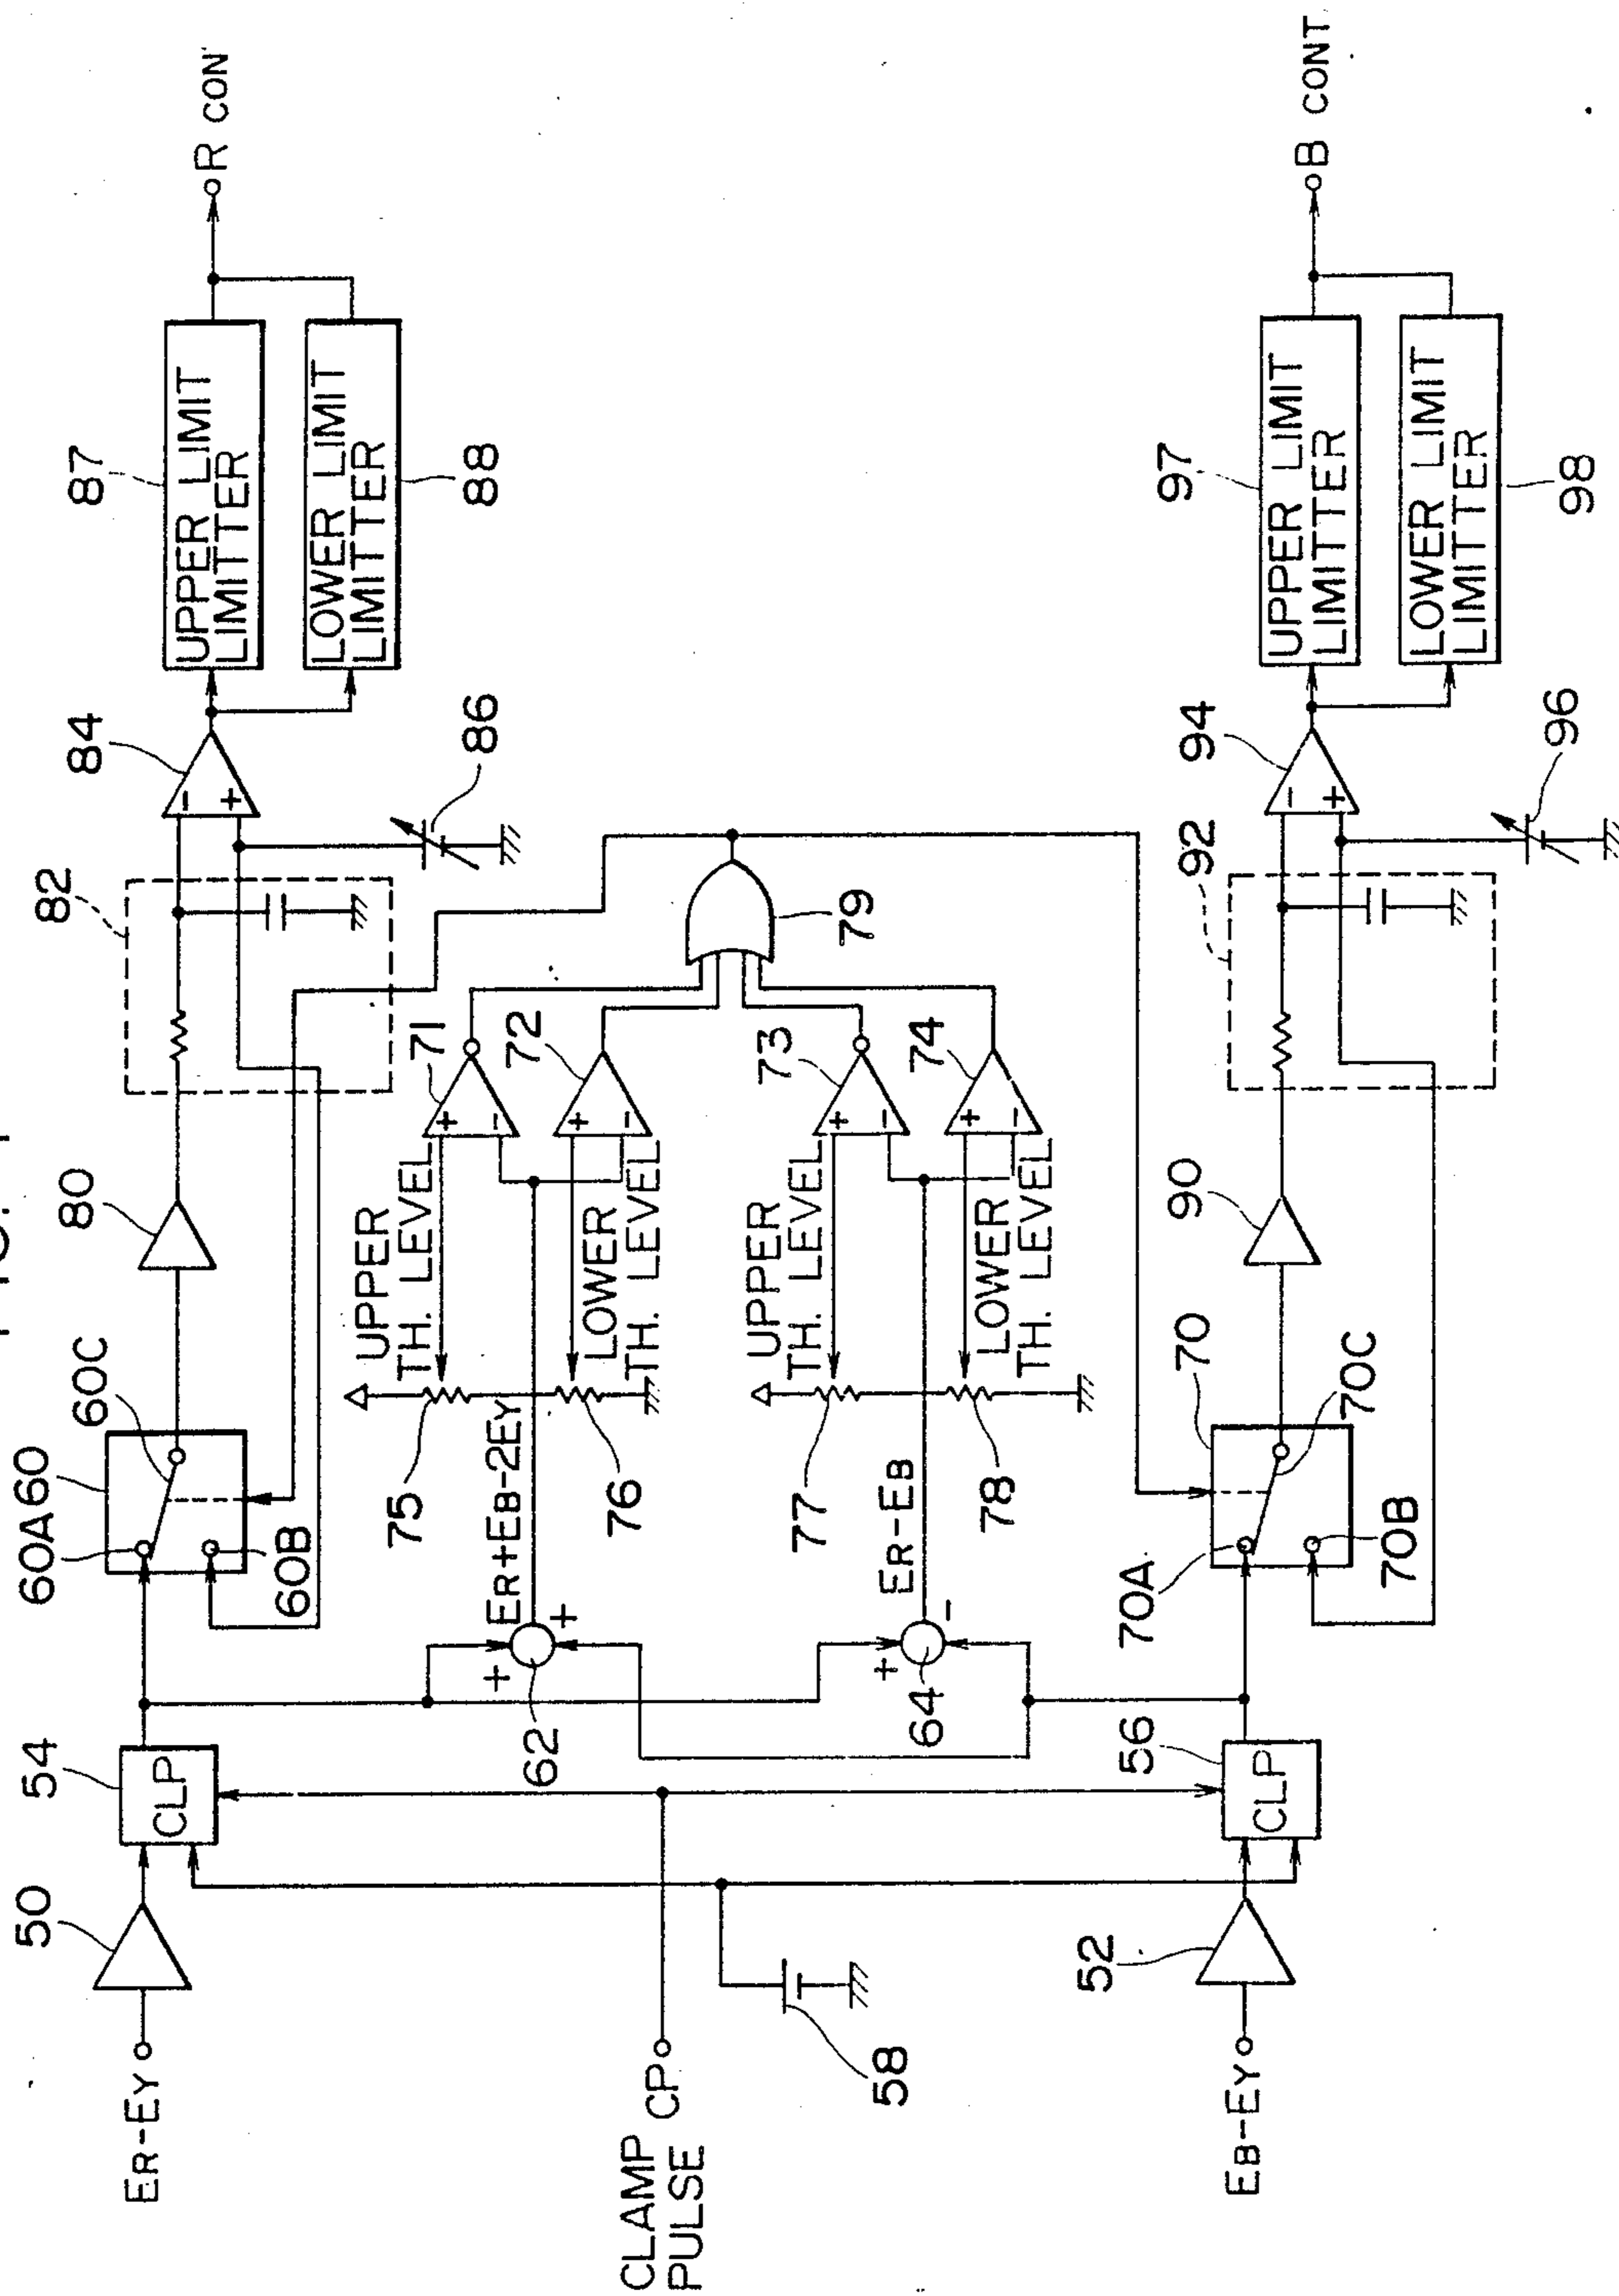 ER-EY
50
54
CLP
60A
60
60C
60B
80
82
84
-
+
86
87
UPPER LIMIT
LIMITTER
LOWER LIMIT
LIMITTER
88
R CON
UPPER
TH. LEVEL
71
+
-
75
ER+EB-2EY
+
+
62
72
+
-
LOWER
TH. LEVEL
76
79
UPPER
TH. LEVEL
73
+
-
77
ER-EB
+
-
64
74
+
-
LOWER
TH. LEVEL
78
CLAMP
PULSE
CP
58
EB-EY
52
56
CLP
70A
70
70C
70B
90
92
94
-
+
96
97
UPPER LIMIT
LIMITTER
LOWER LIMIT
LIMITTER
98
B CONT